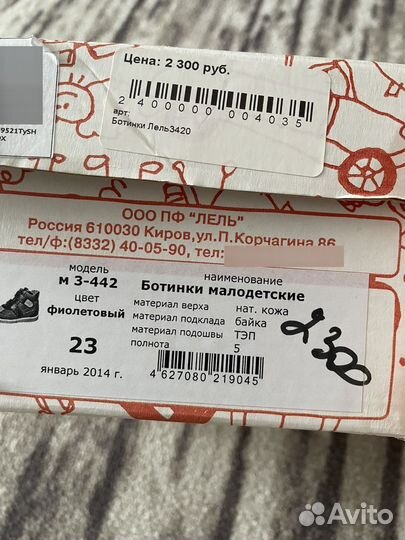 Цена: 2 300 руб.
2 400000 004035
арт:
Ботинки Лель3420
9521TySH
OX
ООО ПФ "ЛЕЛЬ"
Россия 610030 Киров,ул.П.Корчагина 86
тел/ф:(8332) 40-05-90, тел:
модель наименование
м 3-442 Ботинки малодетские
цвет материал верха нат. кожа
фиолетовый материал подклада байка
материал подошвы ТЭП
23 полнота 5
январь 2014 г. 4 627080 219045
2300
Avito